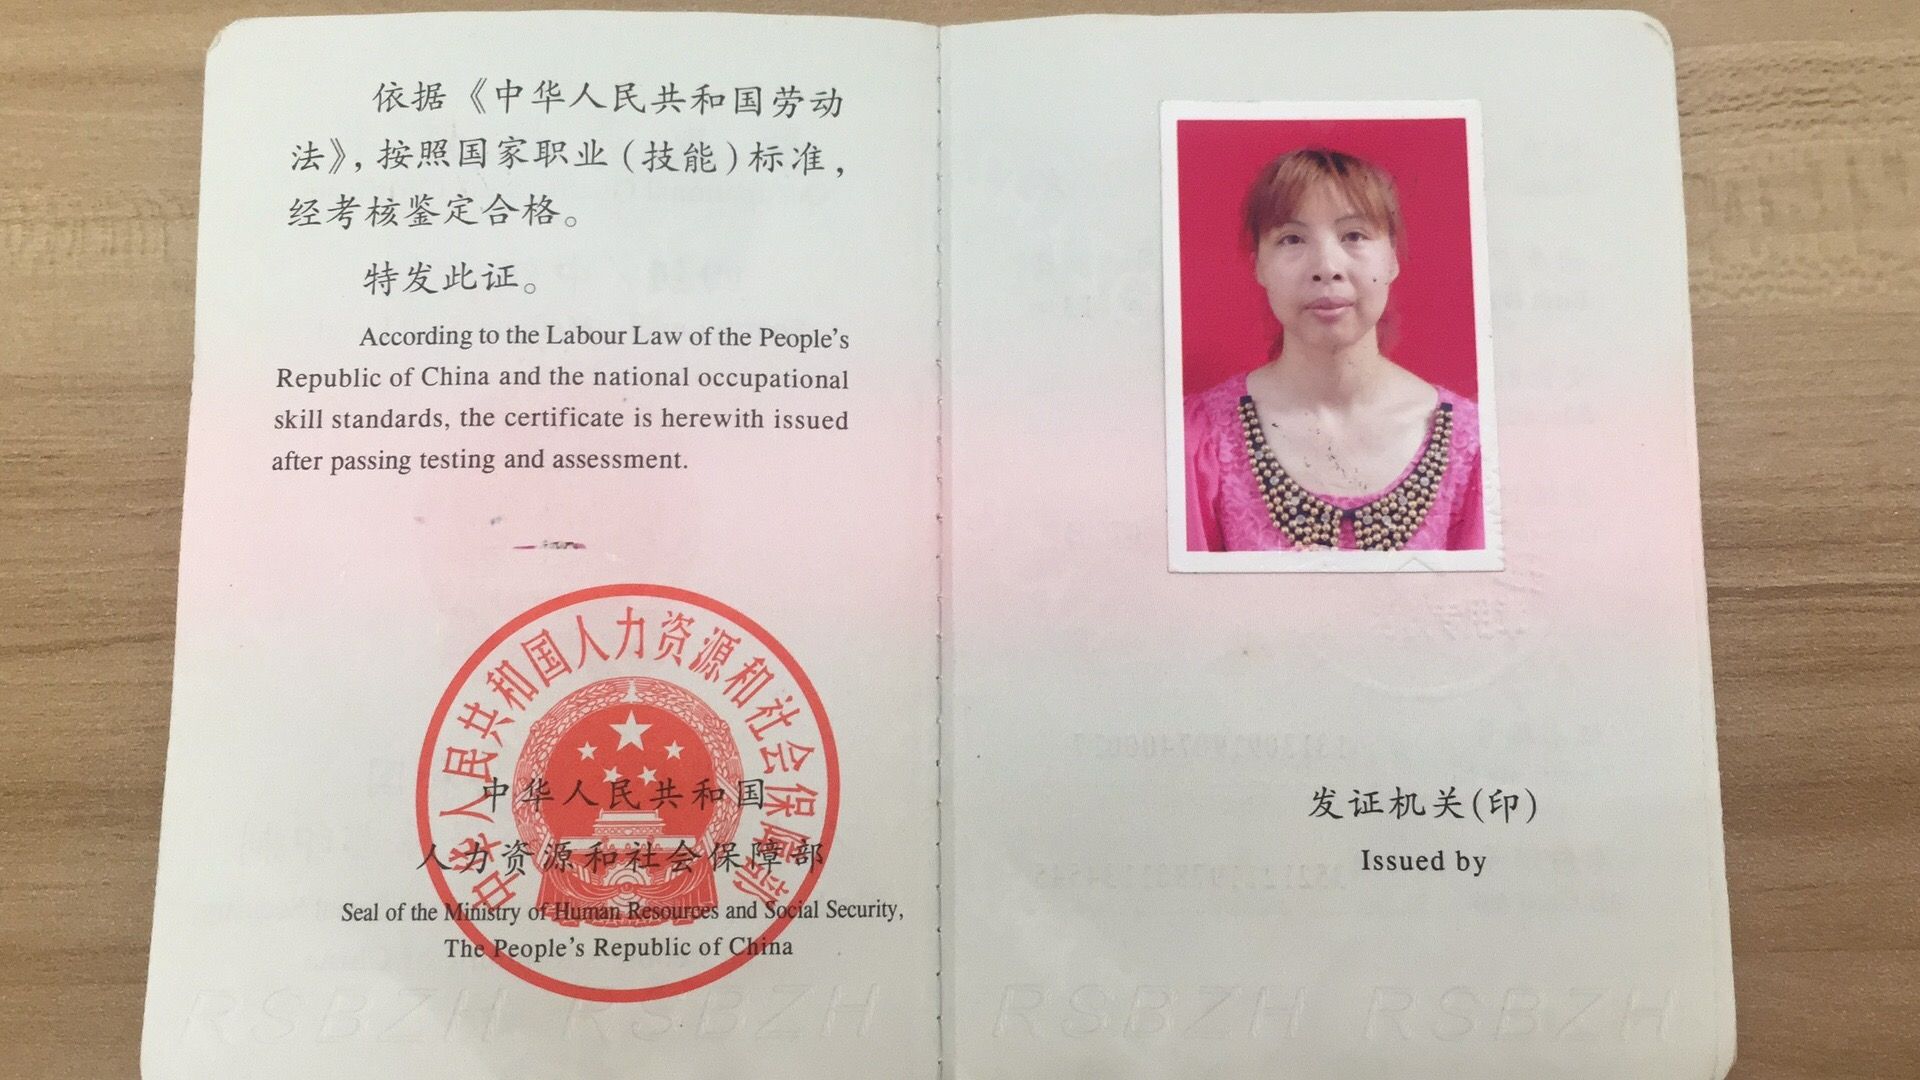 依据《中华人民共和国劳动
法》，按照国家职业（技能）标准，
经考核鉴定合格。
特发此证。
According to the Labour Law of the People's
Republic of China and the national occupational
skill standards, the certificate is herewith issued
after passing testing and assessment.
中华人民共和国人力资源和社会保障部
中华人民共和国
人力资源和社会保障部
Seal of the Ministry of Human Resources and Social Security,
The People's Republic of China
RSBZH RSBZH
发证机关(印)
Issued by
RSBZH RSBZH